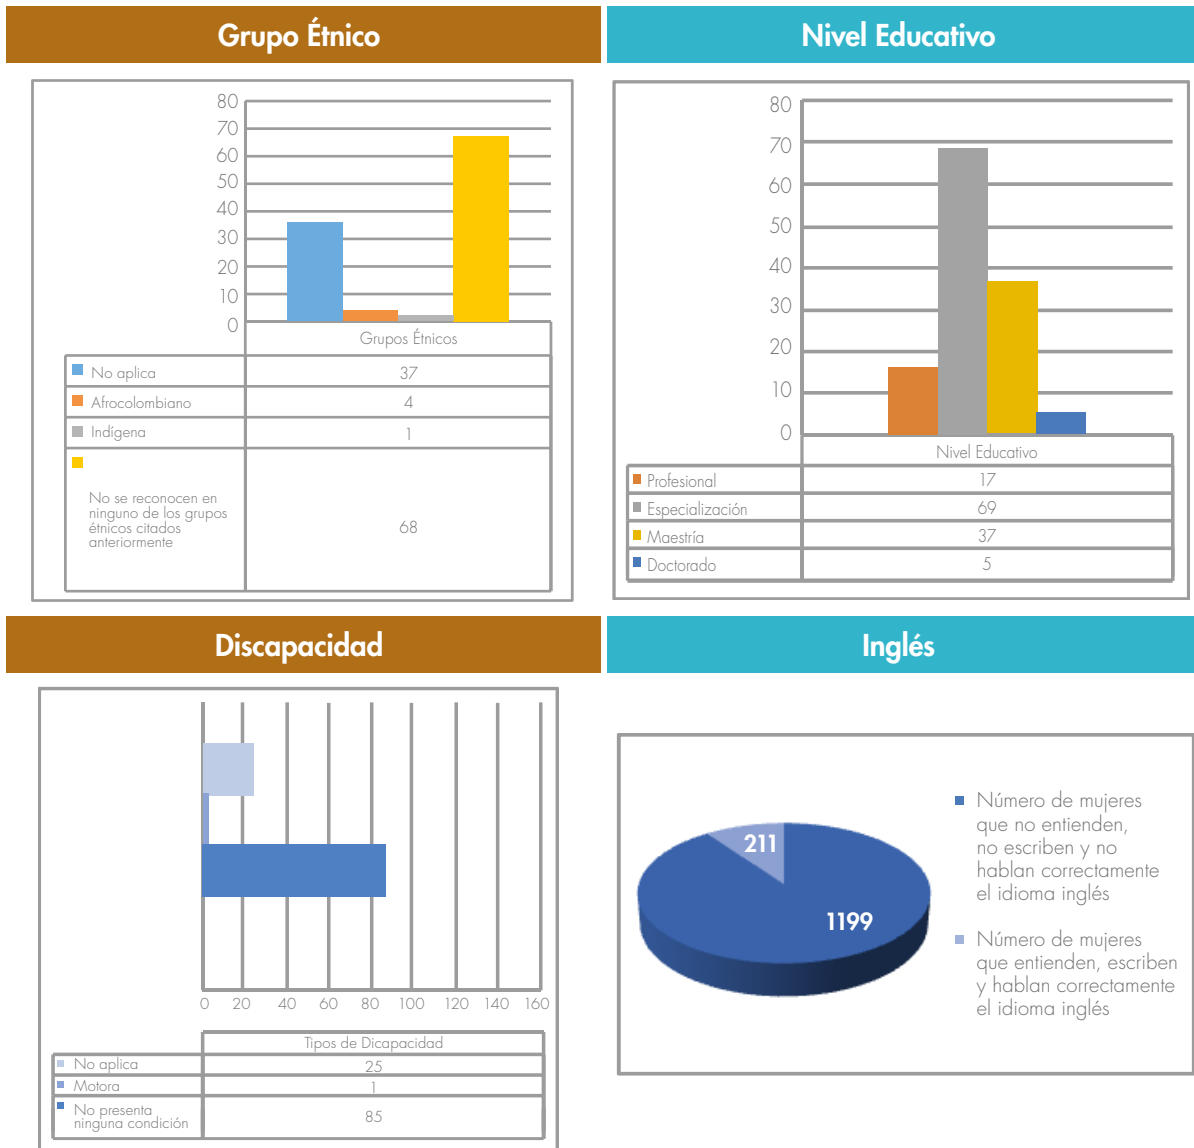 Grupo Étnico
80
70
60
50
40
30
20
10
0
Grupos Étnicos
No aplica 37
Afrocolombiano 4
Indígena 1
No se reconocen en
ninguno de los grupos
étnicos citados
anteriormente
68
Nivel Educativo
80
70
60
50
40
30
20
10
0
Nivel Educativo
Profesional 17
Especialización 69
Maestría 37
Doctorado 5
Discapacidad
0 20 40 60 80 100 120 140 160
Tipos de Dicapacidad
No aplica 25
Motora 1
No presenta
ninguna condición
85
Inglés
211
1199
Número de mujeres
que no entienden,
no escriben y no
hablan correctamente
el idioma inglés
Número de mujeres
que entienden, escriben
y hablan correctamente
el idioma inglés